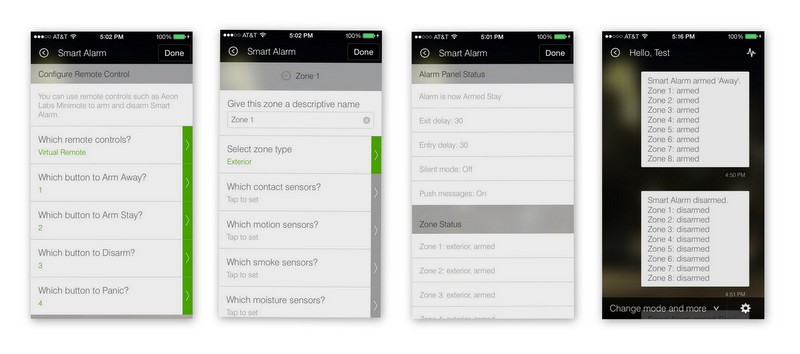 ●●●○○ AT&T 5:02 PM 100%
Smart Alarm Done
Configure Remote Control
You can use remote controls such as Aeon
Labs Minimote to arm and disarm Smart
Alarm.
Which remote controls?
Virtual Remote
Which button to Arm Away?
1
Which button to Arm Stay?
2
Which button to Disarm?
3
Which button to Panic?
4
●●●○○ AT&T 5:02 PM 100%
Smart Alarm Done
Zone 1
Give this zone a descriptive name
Zone 1
Select zone type
Exterior
Which contact sensors?
Tap to set
Which motion sensors?
Tap to set
Which smoke sensors?
Tap to set
Which moisture sensors?
Tap to set
●●●○○ AT&T 5:01 PM 100%
Smart Alarm Done
Alarm Panel Status
Alarm is now Armed Stay
Exit delay: 30
Entry delay: 30
Silent mode: Off
Push messages: On
Zone Status
Zone 1: exterior, armed
Zone 2: exterior, armed
Zone 3: exterior, armed
Zone 4: exterior, armed
●●●○○ AT&T 5:16 PM 100%
Hello, Test
Smart Alarm armed 'Away'.
Zone 1: armed
Zone 2: armed
Zone 3: armed
Zone 4: armed
Zone 5: armed
Zone 6: armed
Zone 7: armed
Zone 8: armed
4:50 PM
Smart Alarm disarmed.
Zone 1: disarmed
Zone 2: disarmed
Zone 3: disarmed
Zone 4: disarmed
Zone 5: disarmed
Zone 6: disarmed
Zone 7: disarmed
Zone 8: disarmed
4:51 PM
Change mode and more